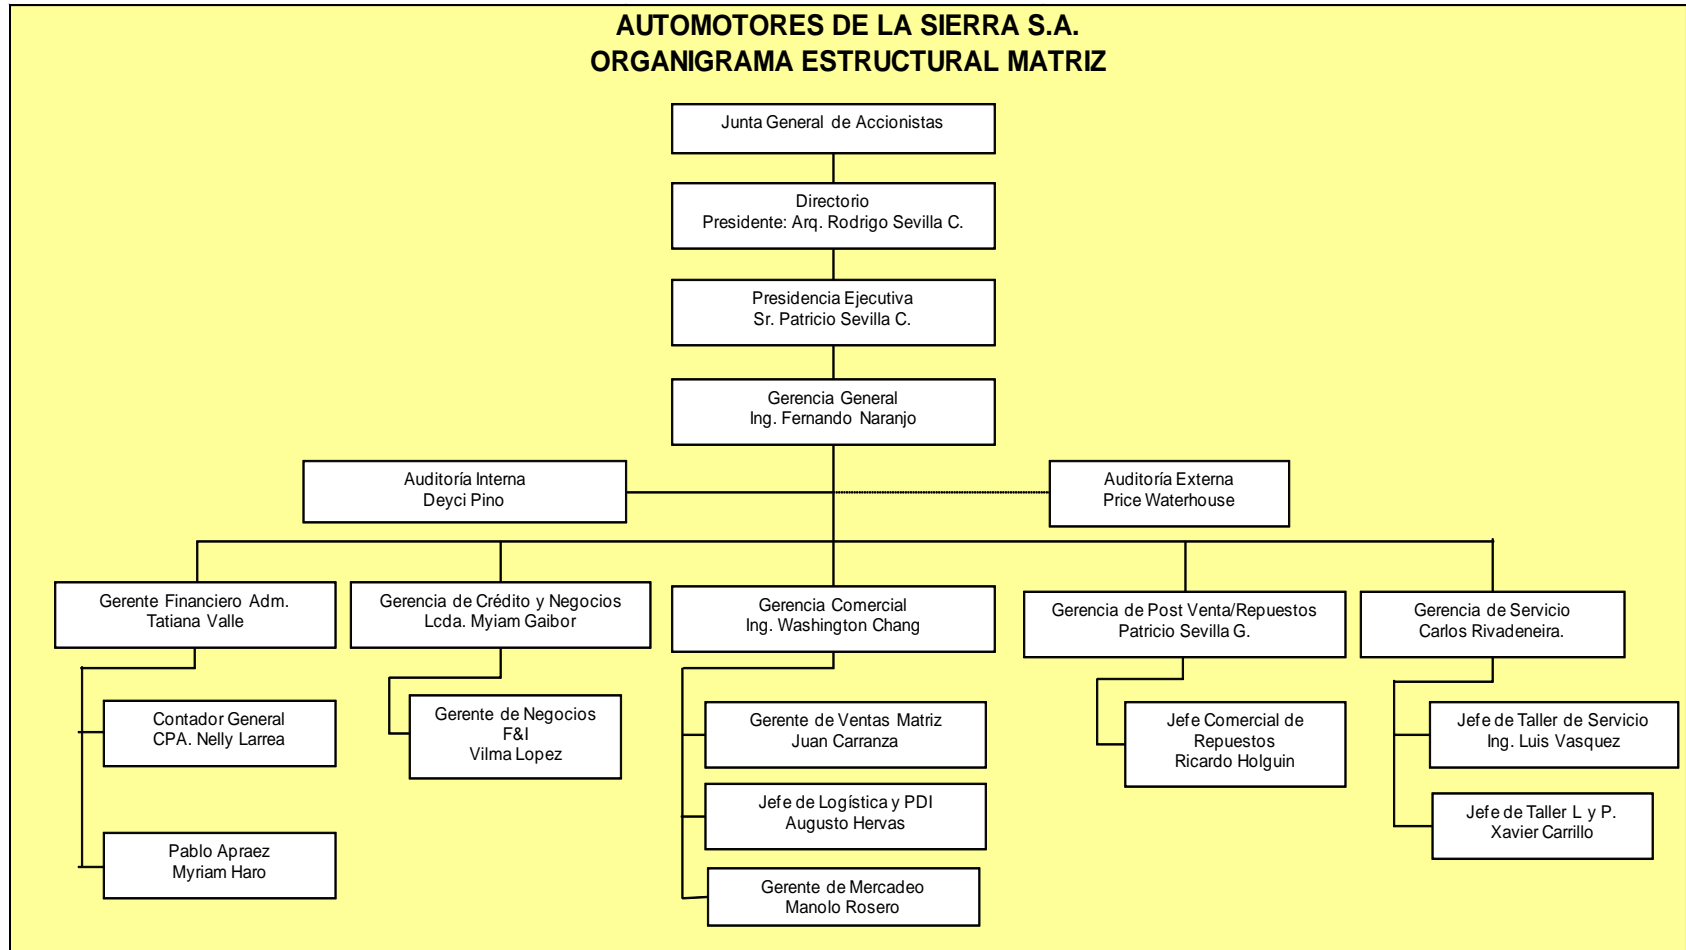 AUTOMOTORES DE LA SIERRA S.A.
ORGANIGRAMA ESTRUCTURAL MATRIZ
Junta General de Accionistas
Directorio
Presidente: Arq. Rodrigo Sevilla C.
Presidencia Ejecutiva
Sr. Patricio Sevilla C.
Gerencia General
Ing. Fernando Naranjo
Auditoría Interna
Deyci Pino
Auditoría Externa
Price Waterhouse
Gerente Financiero Adm.
Tatiana Valle
Gerencia de Crédito y Negocios
Lcda. Myiam Gaibor
Gerencia Comercial
Ing. Washington Chang
Gerencia de Post Venta/Repuestos
Patricio Sevilla G.
Gerencia de Servicio
Carlos Rivadeneira.
Contador General
CPA. Nelly Larrea
Gerente de Negocios
F&I
Vilma Lopez
Gerente de Ventas Matriz
Juan Carranza
Jefe Comercial de
Repuestos
Ricardo Holguin
Jefe de Taller de Servicio
Ing. Luis Vasquez
Jefe de Logística y PDI
Augusto Hervas
Jefe de Taller L y P.
Xavier Carrillo
Pablo Apraez
Myriam Haro
Gerente de Mercadeo
Manolo Rosero